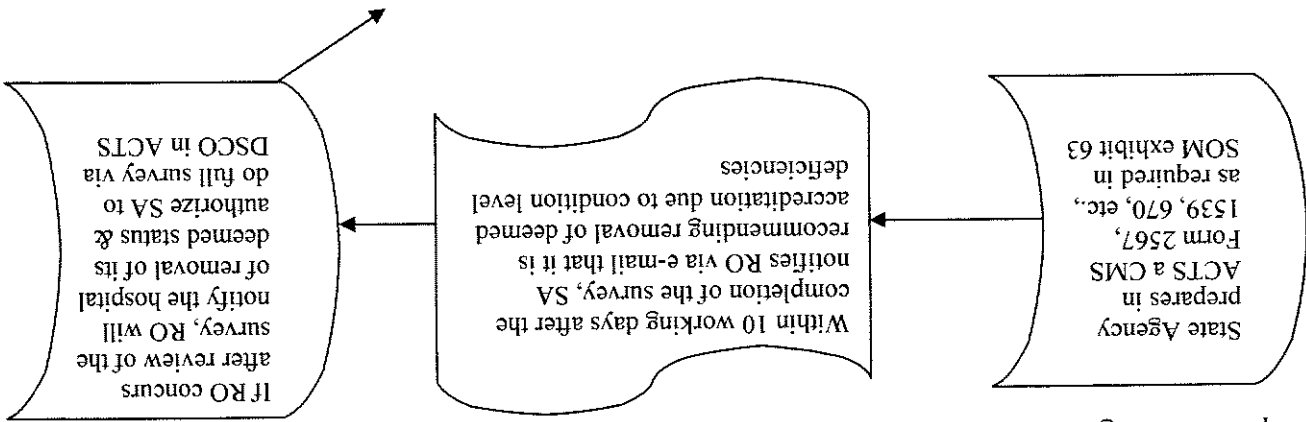 State Agency
prepares in
ACTS a CMS
Form 2567,
1539, 670, etc.,
as required in
SOM exhibit 63
Within 10 working days after the
completion of the survey, SA
notifies RO via e-mail that it is
recommending removal of deemed
accreditation due to condition level
deficiencies
If RO concurs
after review of the
survey, RO will
notify the hospital
of removal of its
deemed status &
authorize SA to
do full survey via
DSCO in ACTS